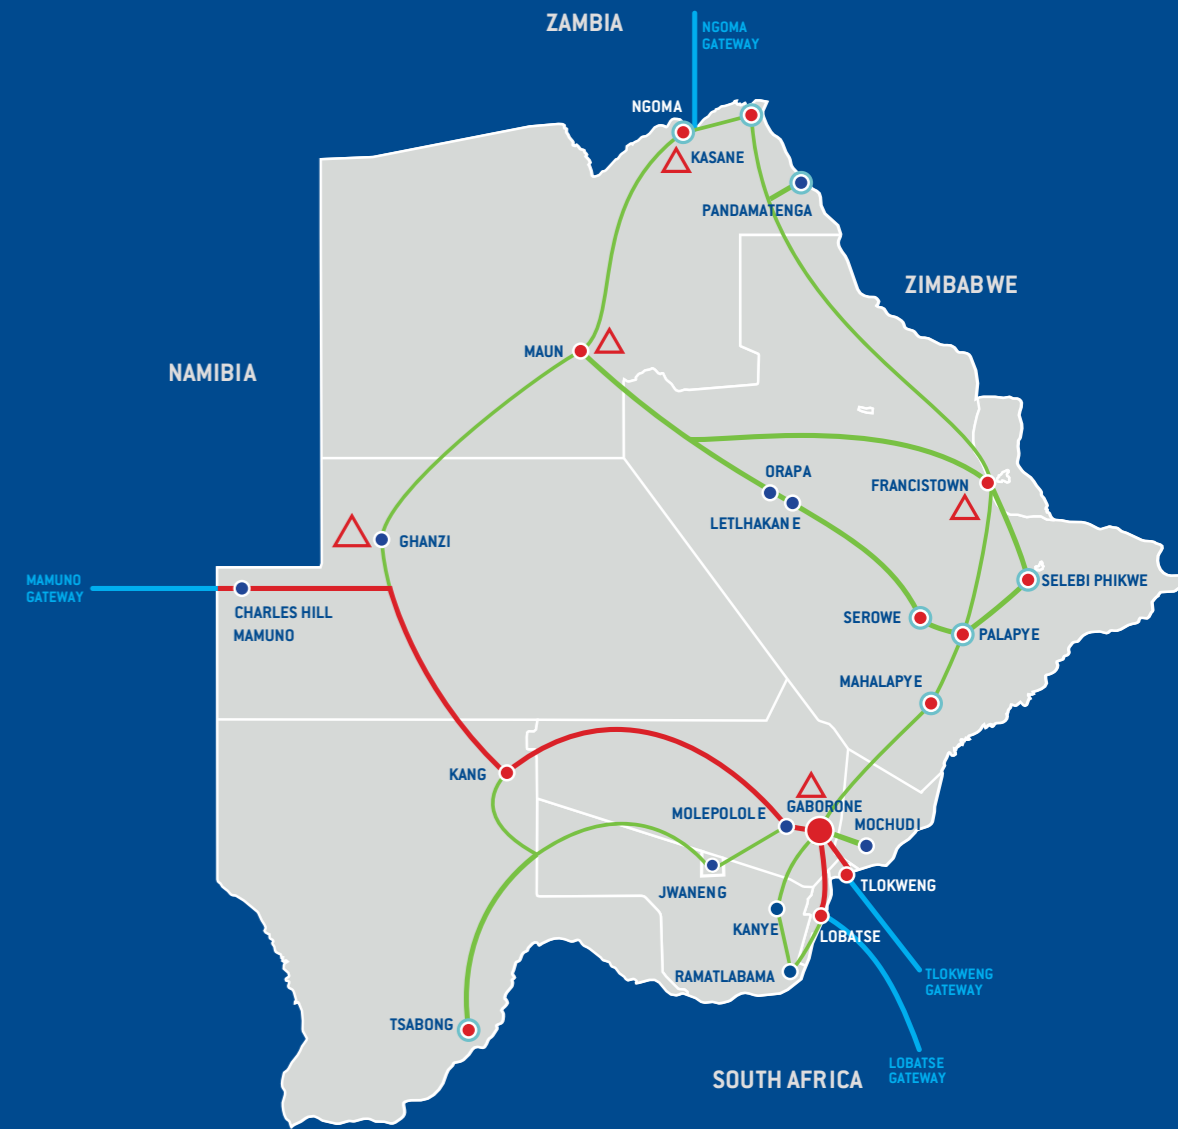 ZAMBIA
NGOMA
GATEWAY
NGOMA
KASANE
PANDAMATENGA
ZIMBABWE
MAUN
NAMIBIA
ORAPA
FRANCISTOWN
LETLHAKANE
GHANZI
MAMUNO
GATEWAY
SELEBI PHIKWE
CHARLES HILL
MAMUNO
SEROWE
PALAPYE
MAHALAPYE
KANG
MOLEPOLOLE
GABORONE
MOCHUDI
JWANENG
TLOKWENG
KANYE
LOBATSE
RAMATLABAMA
TLOKWENG
GATEWAY
TSABONG
LOBATSE
GATEWAY
SOUTH AFRICA